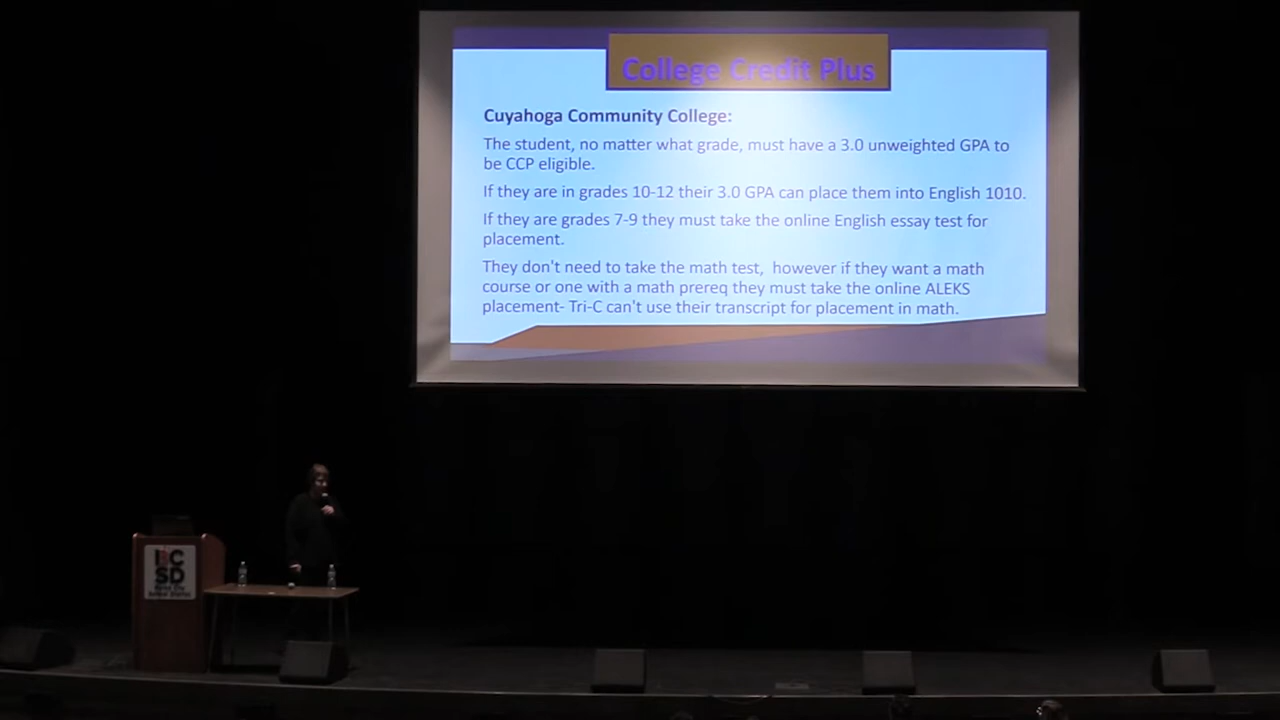 College Credit Plus
Cuyahoga Community College:
The student, no matter what grade, must have a 3.0 unweighted GPA to
be CCP eligible.
If they are in grades 10-12 their 3.0 GPA can place them into English 1010.
If they are grades 7-9 they must take the online English essay test for
placement.
They don't need to take the math test,  however if they want a math
course or one with a math prereq they must take the online ALEKS
placement- Tri-C can't use their transcript for placement in math.
SD